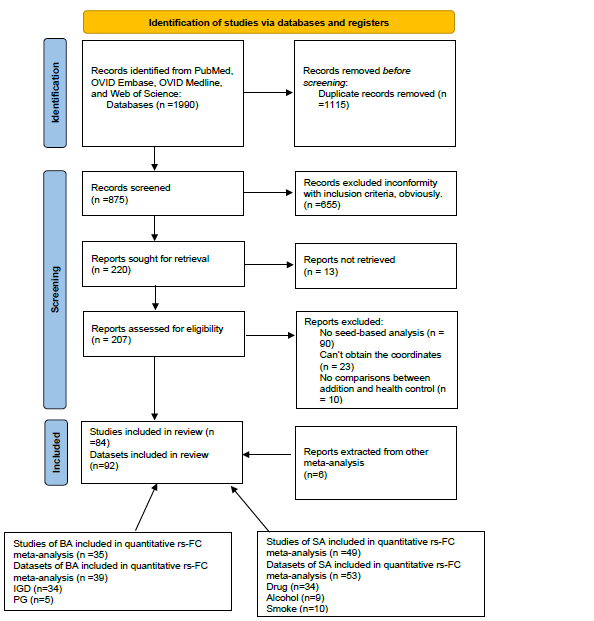 Identification of studies via databases and registers
Identification
Records identified from PubMed,
OVID Embase, OVID Medline,
and Web of Science:
Databases (n =1990)
Records removed before
screening:
Duplicate records removed (n
=1115)
Screening
Records screened
(n =875)
Records excluded inconformity
with inclusion criteria, obviously.
(n =655)
Reports sought for retrieval
(n = 220)
Reports not retrieved
(n = 13)
Reports assessed for eligibility
(n = 207)
Reports excluded:
No seed-based analysis (n =
90)
Can't obtain the coordinates
(n = 23)
No comparisons between
addition and health control (n
= 10)
Included
Studies included in review (n
=84)
Datasets included in review
(n=92)
Reports extracted from other
meta-analysis
(n=6)
Studies of BA included in quantitative rs-FC
meta-analysis (n =35)
Datasets of BA included in quantitative rs-FC
meta-analysis (n =39)
IGD(n=34)
PG(n=5)
Studies of SA included in quantitative rs-FC
meta-analysis (n =49)
Datasets of SA included in quantitative rs-FC
meta-analysis (n =53)
Drug(n=34)
Alcohol(n=9)
Smoke(n=10)